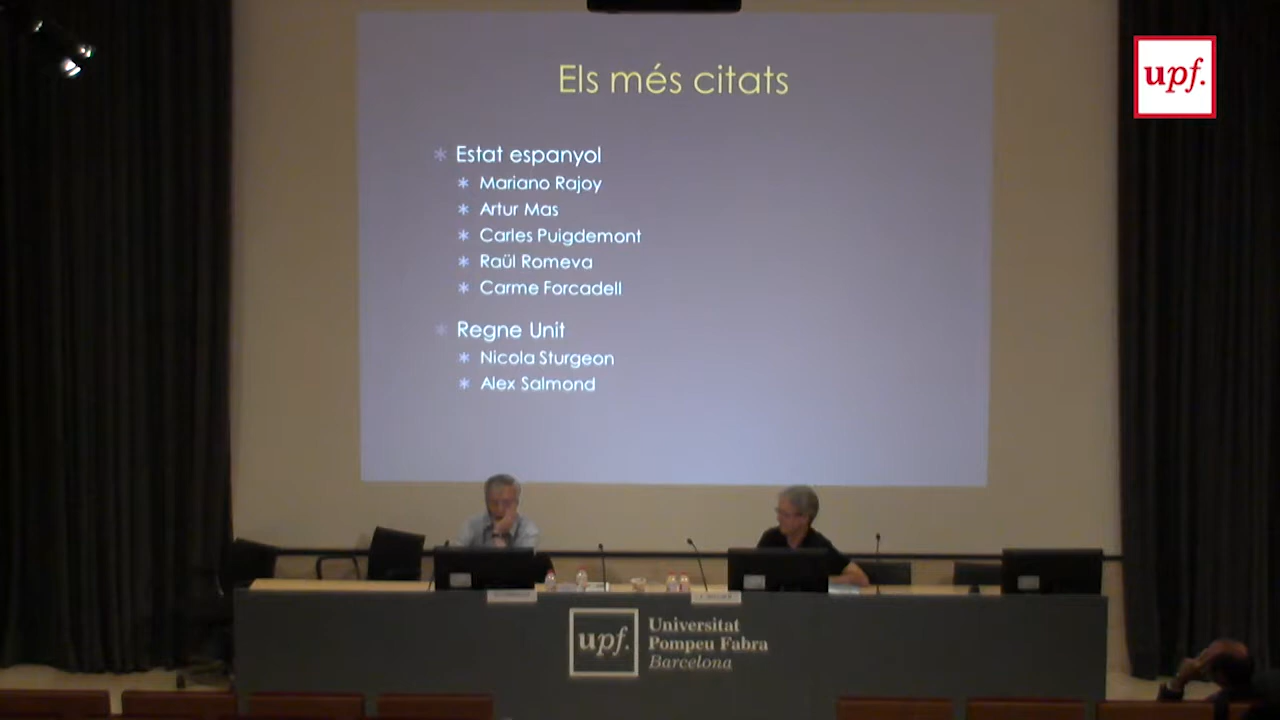 Els més citats
upf.
* Estat espanyol
* Mariano Rajoy
* Artur Mas
* Carles Puigdemont
* Raül Romeva
* Carme Forcadell
* Regne Unit
* Nicola Sturgeon
* Alex Salmond
upf.
Universitat
Pompeu Fabra
Barcelona